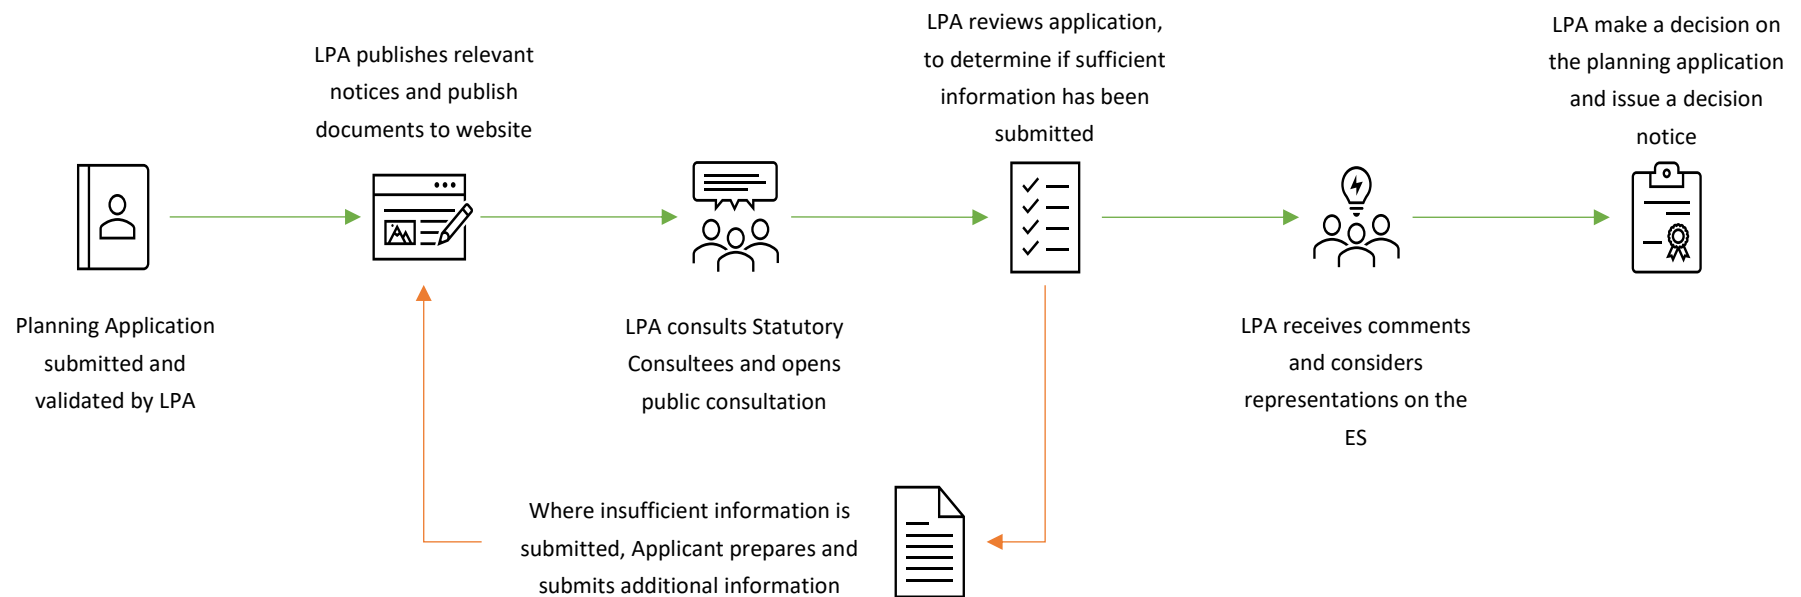 Planning Application
submitted and
validated by LPA
LPA publishes relevant
notices and publish
documents to website
LPA consults Statutory
Consultees and opens
public consultation
LPA reviews application,
to determine if sufficient
information has been
submitted
Where insufficient information is
submitted, Applicant prepares and
submits additional information
LPA receives comments
and considers
representations on the
ES
LPA make a decision on
the planning application
and issue a decision
notice